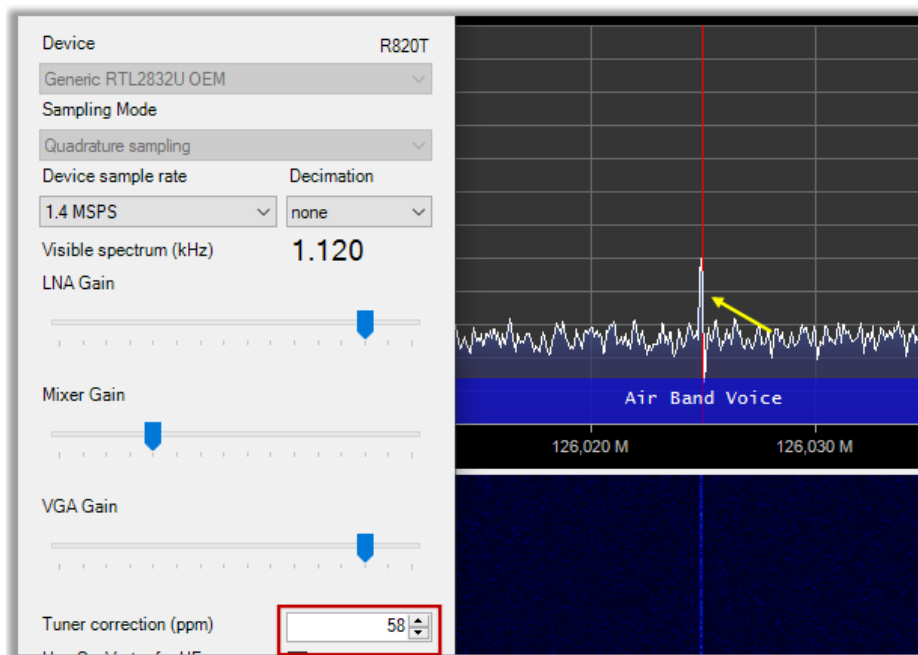 Device R820T
Generic RTL2832U OEM
Sampling Mode
Quadrature sampling
Device sample rate Decimation
1.4 MSPS none
Visible spectrum (kHz) 1.120
LNA Gain
Mixer Gain
VGA Gain
Tuner correction (ppm) 58
Air Band Voice
126,020 M 126,030 M